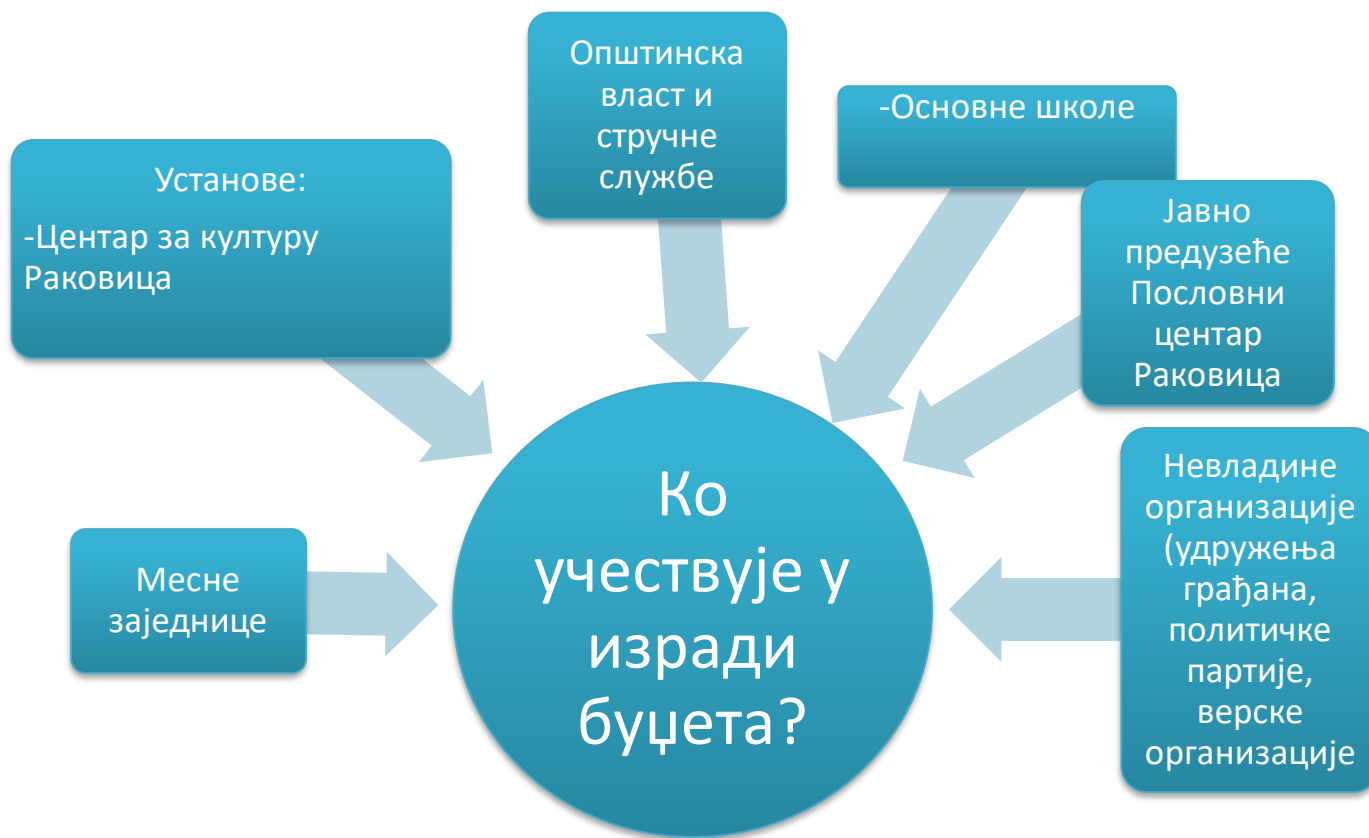 Општинска
власт и
стручне
службе
-Основне школе
Установе:
-Центар за културу
Раковица
Јавно
предузеће
Пословни
центар
Раковица
Невладине
организације
(удружења
грађана,
политичке
партије,
верске
организације
Месне
заједнице
Ко
учествује у
изради
буџета?